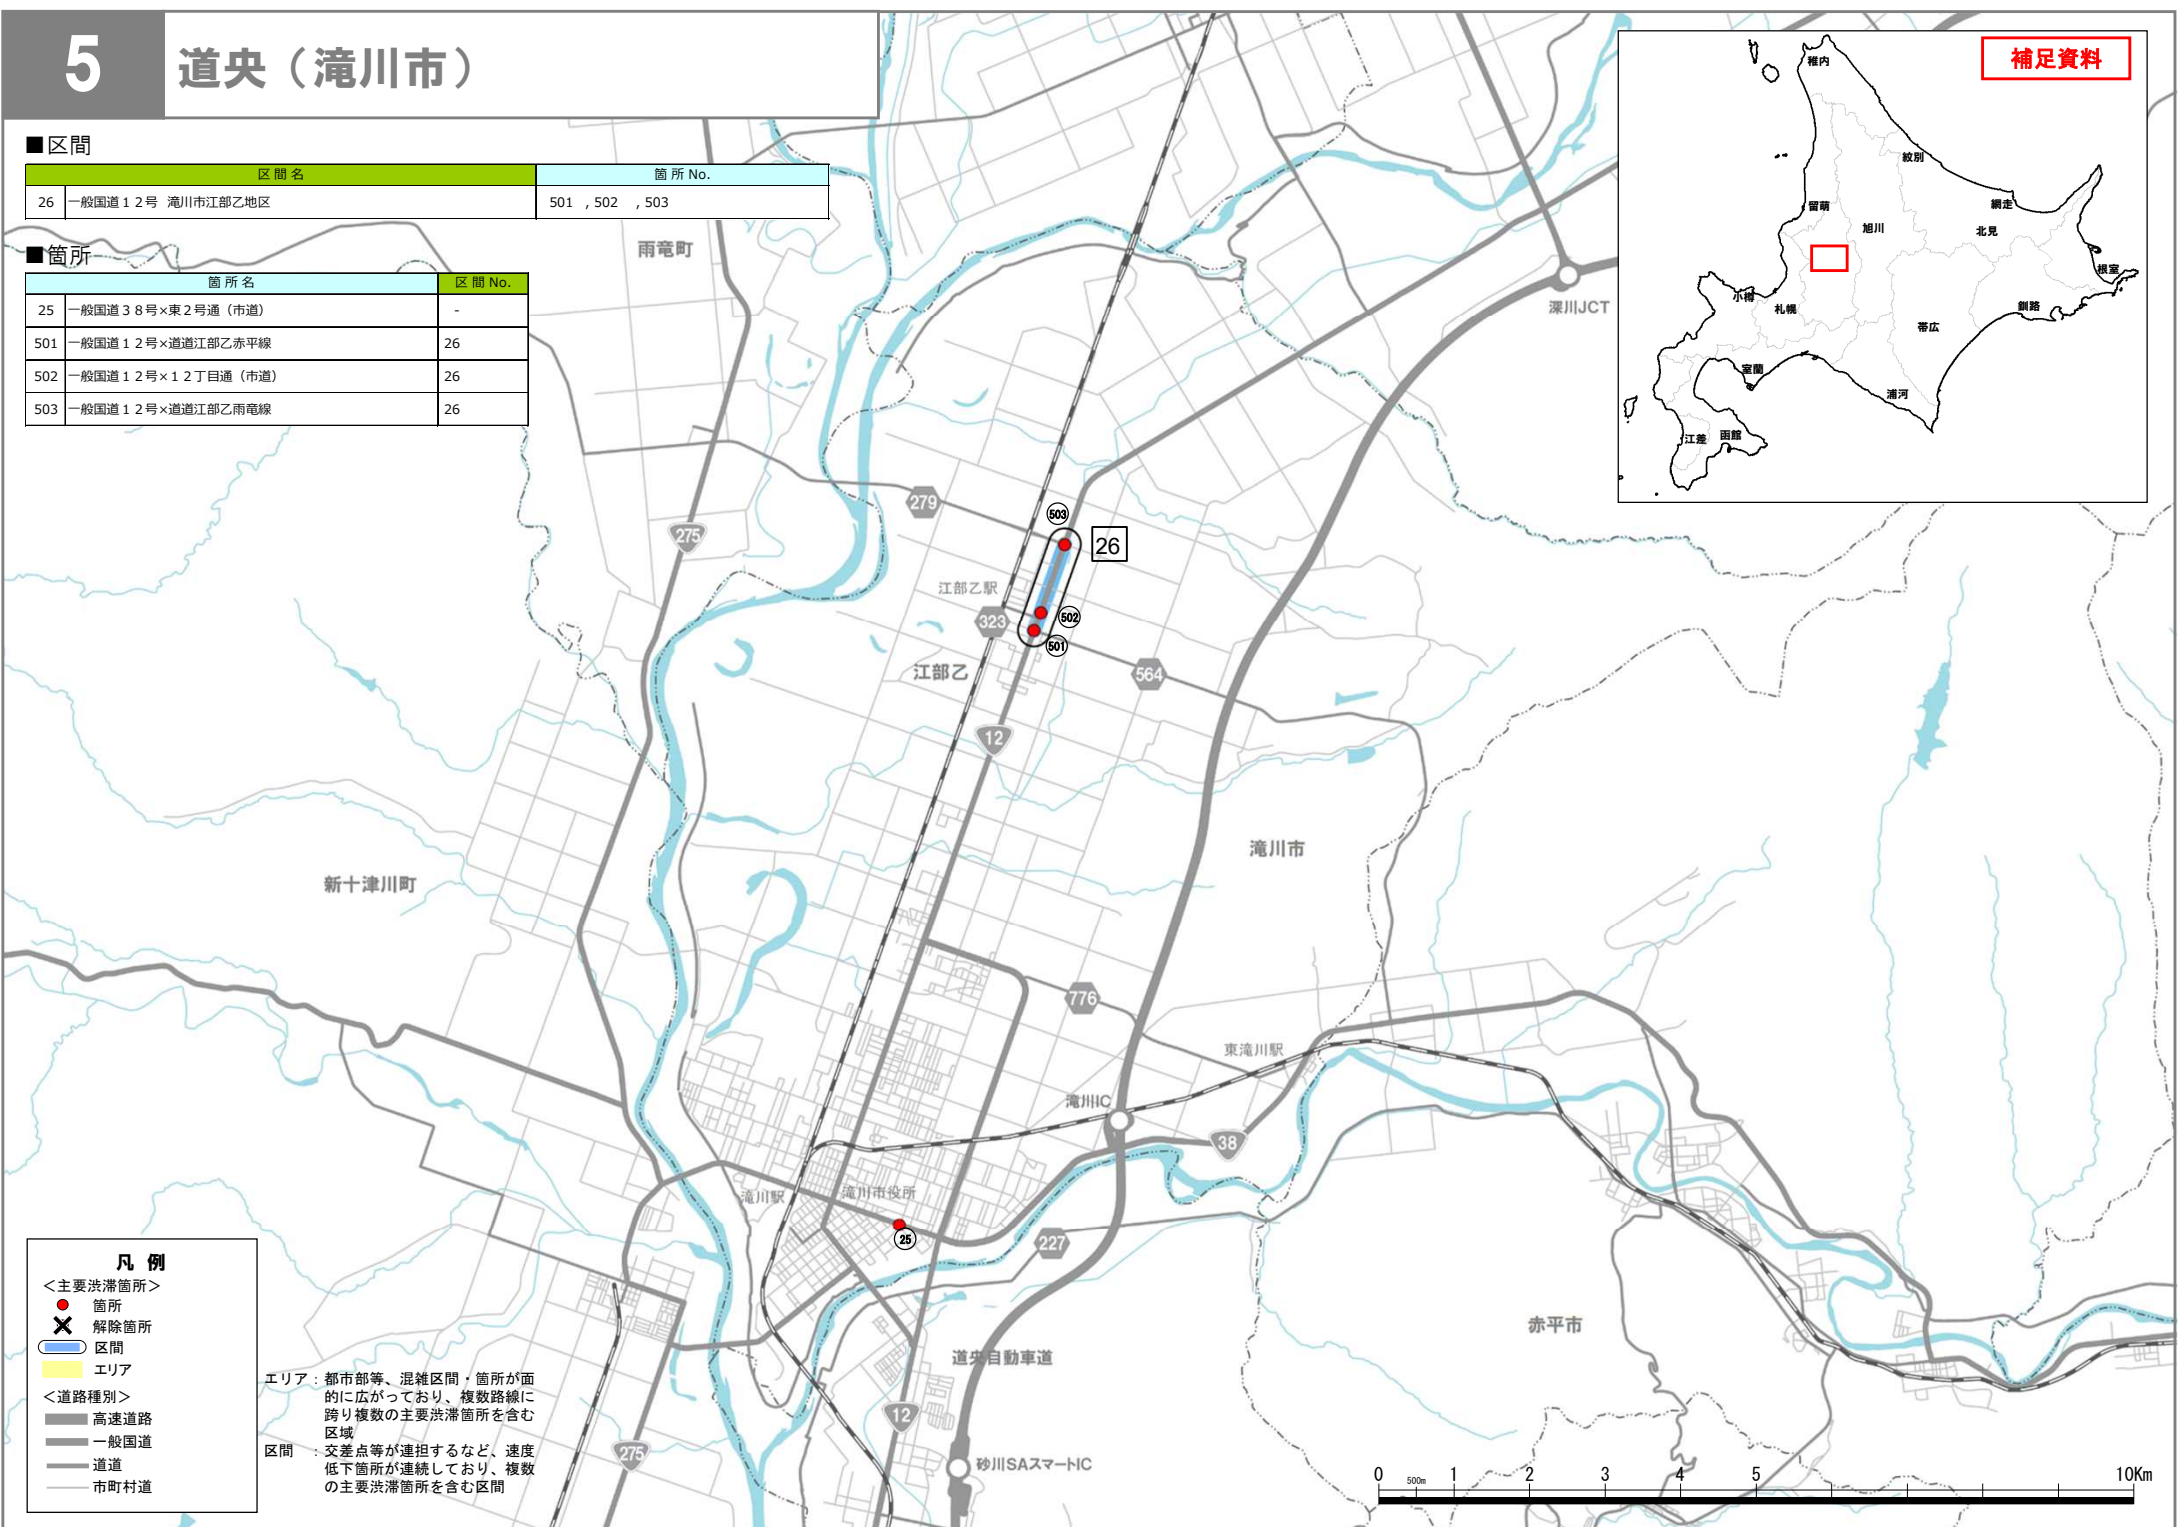 5
道央（滝川市）
補足資料
■区間
区間名 箇所No.
26 一般国道１２号 滝川市江部乙地区 501 , 502 , 503
■箇所
箇所名 区間No.
25 一般国道３８号×東２号通（市道） -
501 一般国道１２号×道道江部乙赤平線 26
502 一般国道１２号×１２丁目通（市道） 26
503 一般国道１２号×道道江部乙雨竜線 26
稚内
紋別
留萌
網走
旭川
北見
根室
小樽
札幌
釧路
帯広
室蘭
浦河
江差
函館
雨竜町
深川JCT
279
503
275
26
江部乙駅
323
502
501
江部乙
564
12
滝川市
新十津川町
776
東滝川駅
滝川IC
38
滝川駅
滝川市役所
25
227
赤平市
道央自動車道
12
275
砂川SAスマートIC
凡 例
＜主要渋滞箇所＞
箇所
解除箇所
区間
エリア
＜道路種別＞
高速道路
一般国道
道道
市町村道
エリア：都市部等、混雑区間・箇所が面
的に広がっており、複数路線に
跨り複数の主要渋滞箇所を含む
区域
区間 ：交差点等が連担するなど、速度
低下箇所が連続しており、複数
の主要渋滞箇所を含む区間
0 500m 1 2 3 4 5 10Km